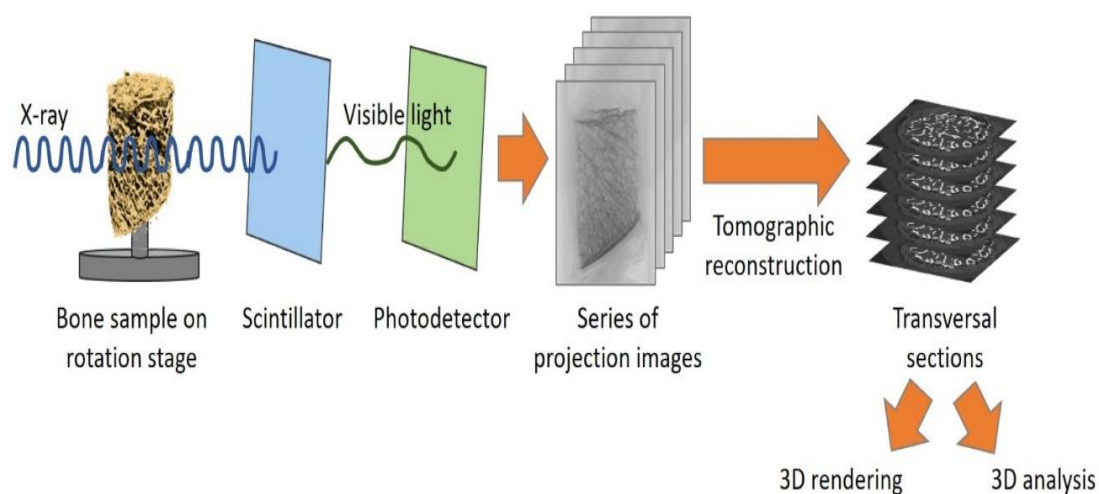 X-ray
Visible light
Bone sample on
rotation stage
Scintillator
Photodetector
Series of
projection images
Tomographic
reconstruction
Transversal
sections
3D rendering
3D analysis